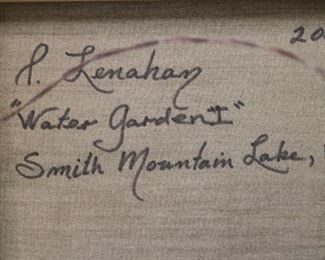 20
P. Lenahan
"Water Garden I"
Smith Mountain Lake,